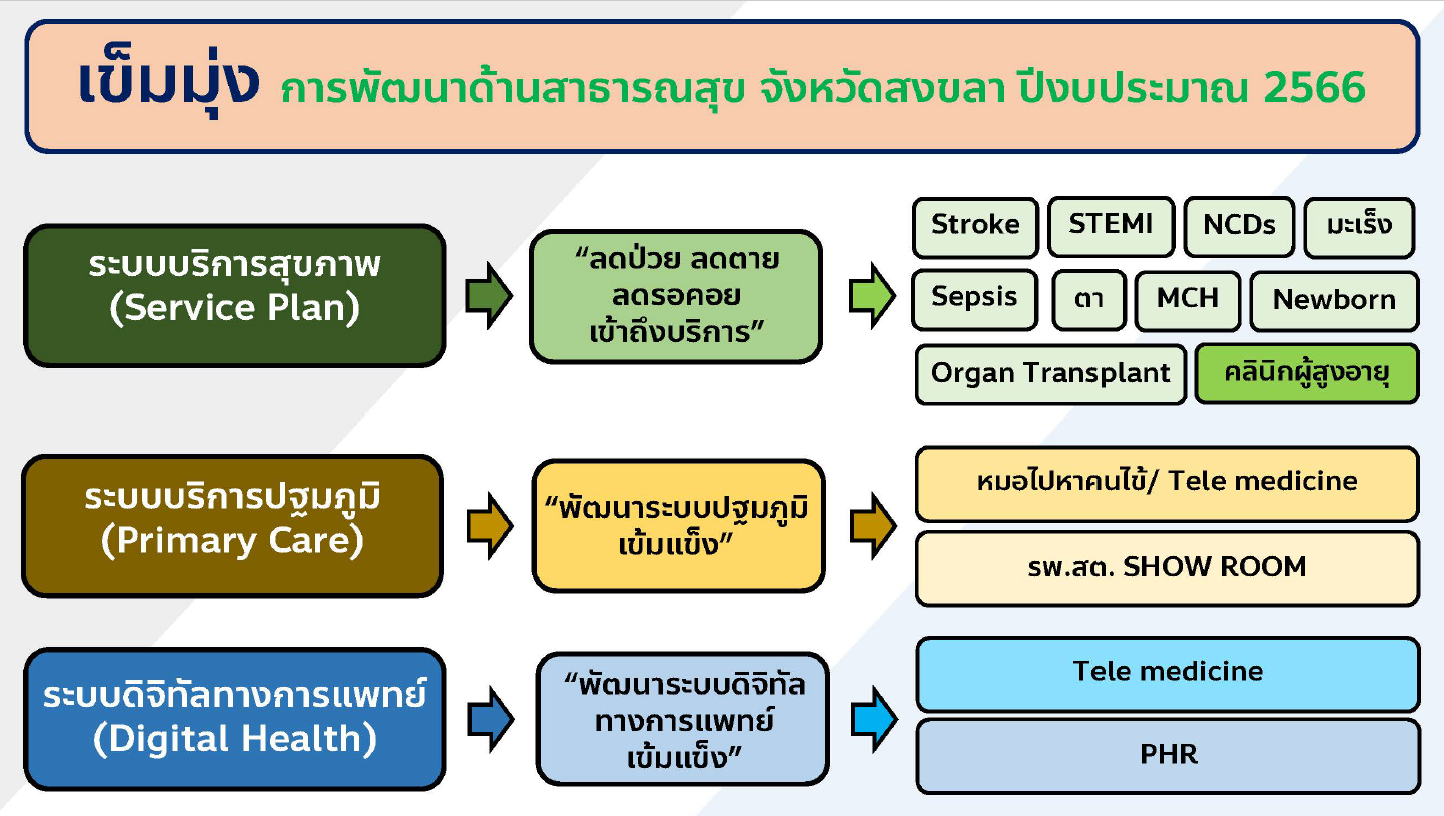 เข็มมุ่ง การพัฒนาด้านสาธารณสุข จังหวัดสงขลา ปีงบประมาณ 2566
ระบบบริการสุขภาพ
(Service Plan)
“ลดป่วย ลดตาย
ลดรอคอย
เข้าถึงบริการ”
Stroke
STEMI
NCDs
มะเร็ง
Sepsis
ตา
MCH
Newborn
Organ Transplant
คลินิกผู้สูงอายุ
ระบบบริการปฐมภูมิ
(Primary Care)
“พัฒนาระบบปฐมภูมิ
เข้มแข็ง”
หมอไปหาคนไข้/ Tele medicine
รพ.สต. SHOW ROOM
ระบบดิจิทัลทางการแพทย์
(Digital Health)
“พัฒนาระบบดิจิทัล
ทางการแพทย์
เข้มแข็ง”
Tele medicine
PHR